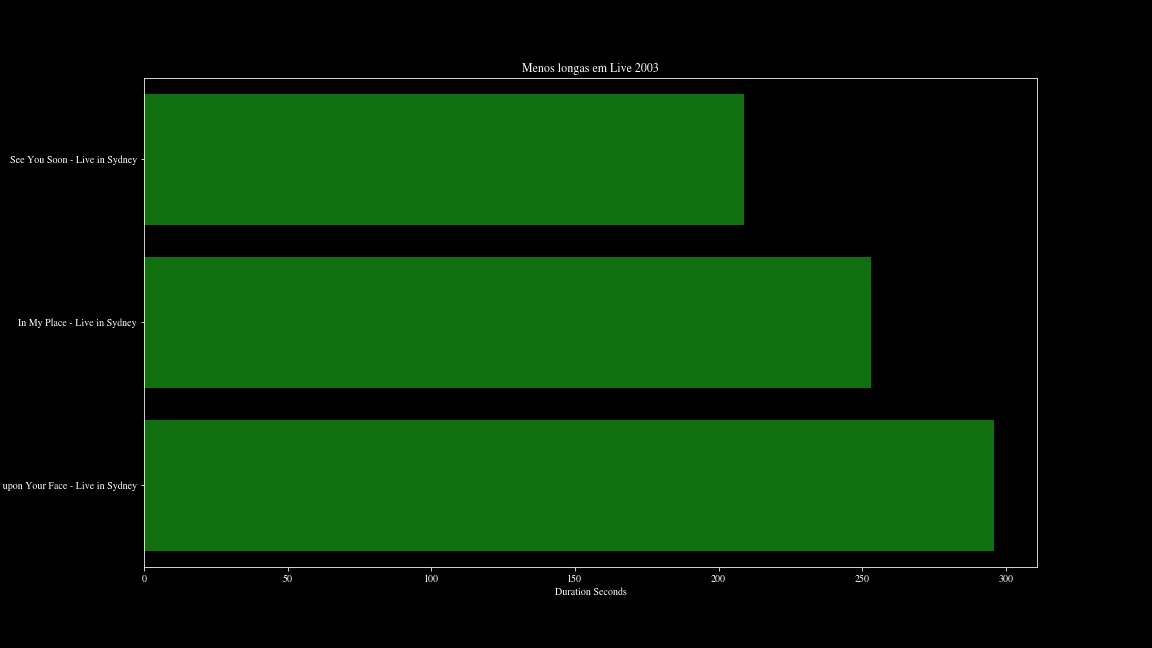 Menos longas em Live 2003
See You Soon - Live in Sydney
In My Place - Live in Sydney
upon Your Face - Live in Sydney
0 50 100 150 200 250 300
Duration Seconds